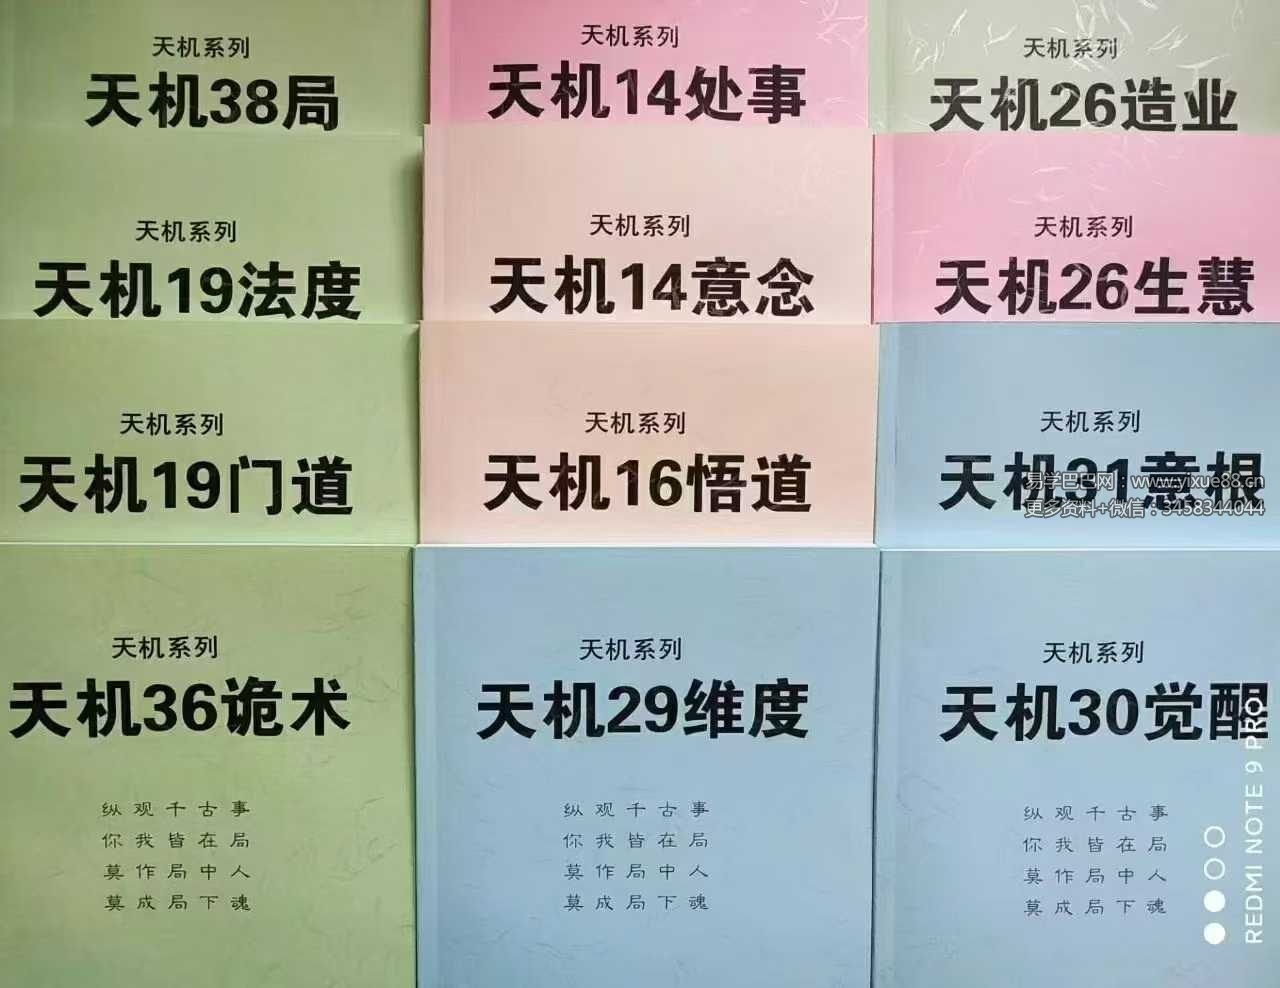 天机系列
天机38局
天机系列
天机19法度
天机系列
天机19门道
天机系列
天机36诡术
纵观千古事
你我皆在局
莫作局中人
莫成局下魂
天机系列
天机14处事
天机系列
天机14意念
天机系列
天机16悟道
天机系列
天机29维度
纵观千古事
你我皆在局
莫作局中人
莫成局下魂
天机系列
天机26造业
天机系列
天机26生慧
天机系列
天机31意根
易学巴巴网：www.yixue88.cn
更多资料+微信：3458344044
天机系列
天机30觉醒
纵观千古事
你我皆在局
莫作局中人
莫成局下魂
REDMI NOTE 9 PRO